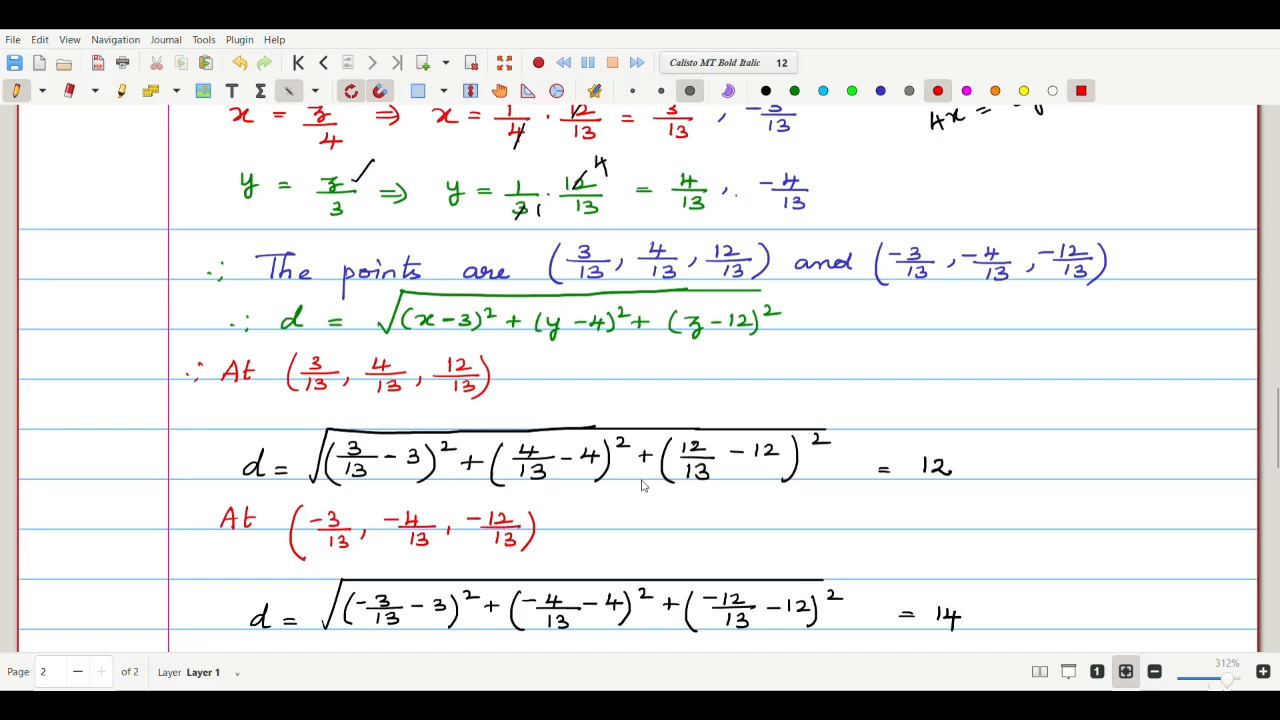 File Edit View Navigation Journal Tools Plugin Help
Calisto MT Bold Italic 12
x = z/4 ⇒ x = 1/4 · 12/13 = 3/13 , -3/13
4x =
y = z/3 ✓ ⇒ y = 1/3 1 · 12/13 4 = 4/13 , -4/13
∴ The points are (3/13, 4/13, 12/13) and (-3/13, -4/13, -12/13)
∴ d = √((x-3)² + (y-4)² + (z-12)²)
∴ At (3/13, 4/13, 12/13)
d = √((3/13 - 3)² + (4/13 - 4)² + (12/13 - 12)²) = 12
At (-3/13, -4/13, -12/13)
d = √((-3/13 - 3)² + (-4/13 - 4)² + (-12/13 - 12)²) = 14
Page 2 of 2 Layer Layer 1 312%